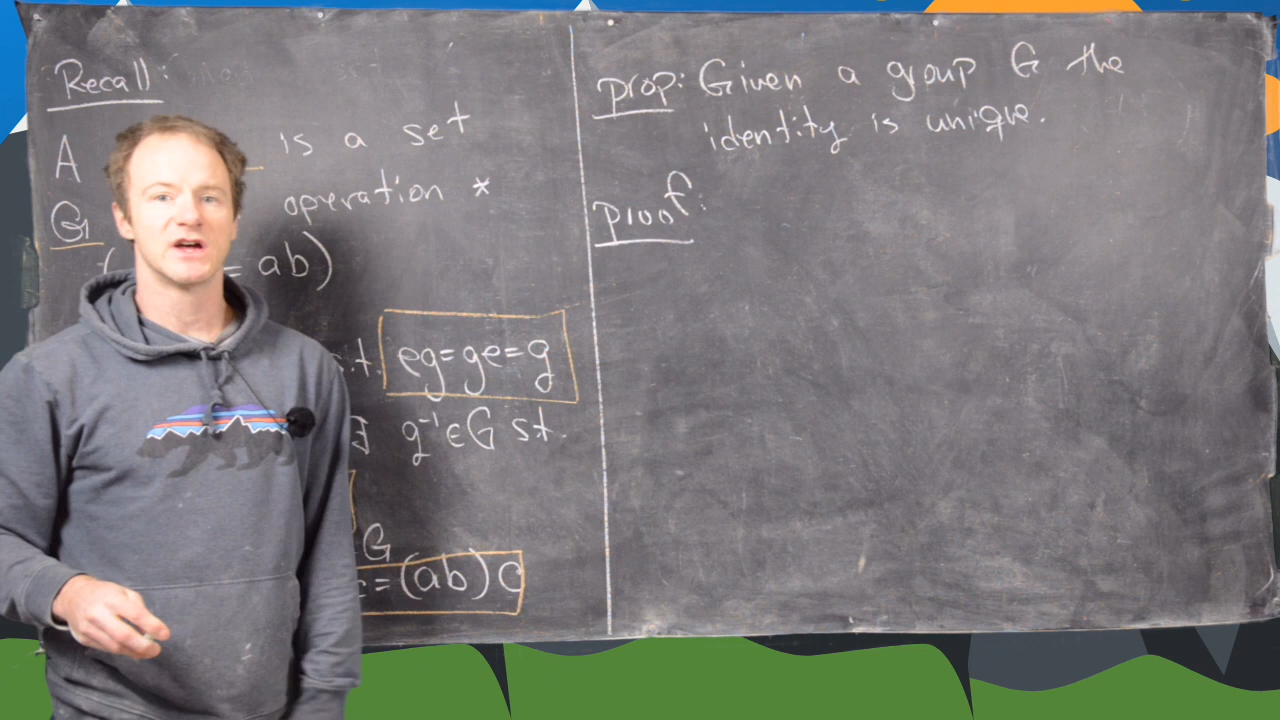 Recall:
A is a set
G operation *
( = ab)
s.t. eg=ge=g
∃ g⁻¹∈G s.t.
G
c=(ab)c
prop: Given a group G the
identity is unique.
Proof: